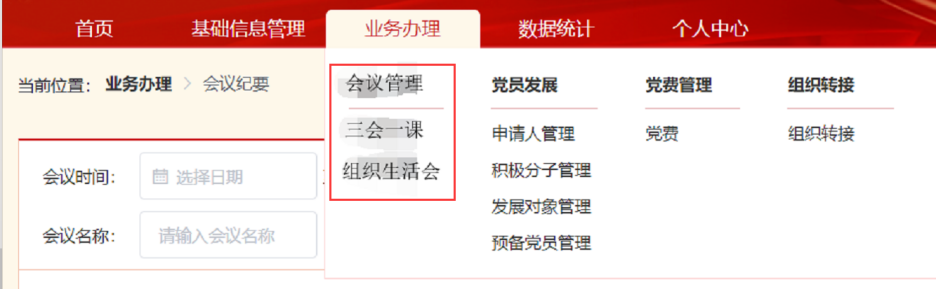 首页 基础信息管理 业务办理 数据统计 个人中心
当前位置： 业务办理 > 会议纪要
会议管理 党员发展 党费管理 组织转接
三会一课 申请人管理 党费 组织转接
组织生活会 积极分子管理
发展对象管理
预备党员管理
会议时间： 选择日期
会议名称： 请输入会议名称